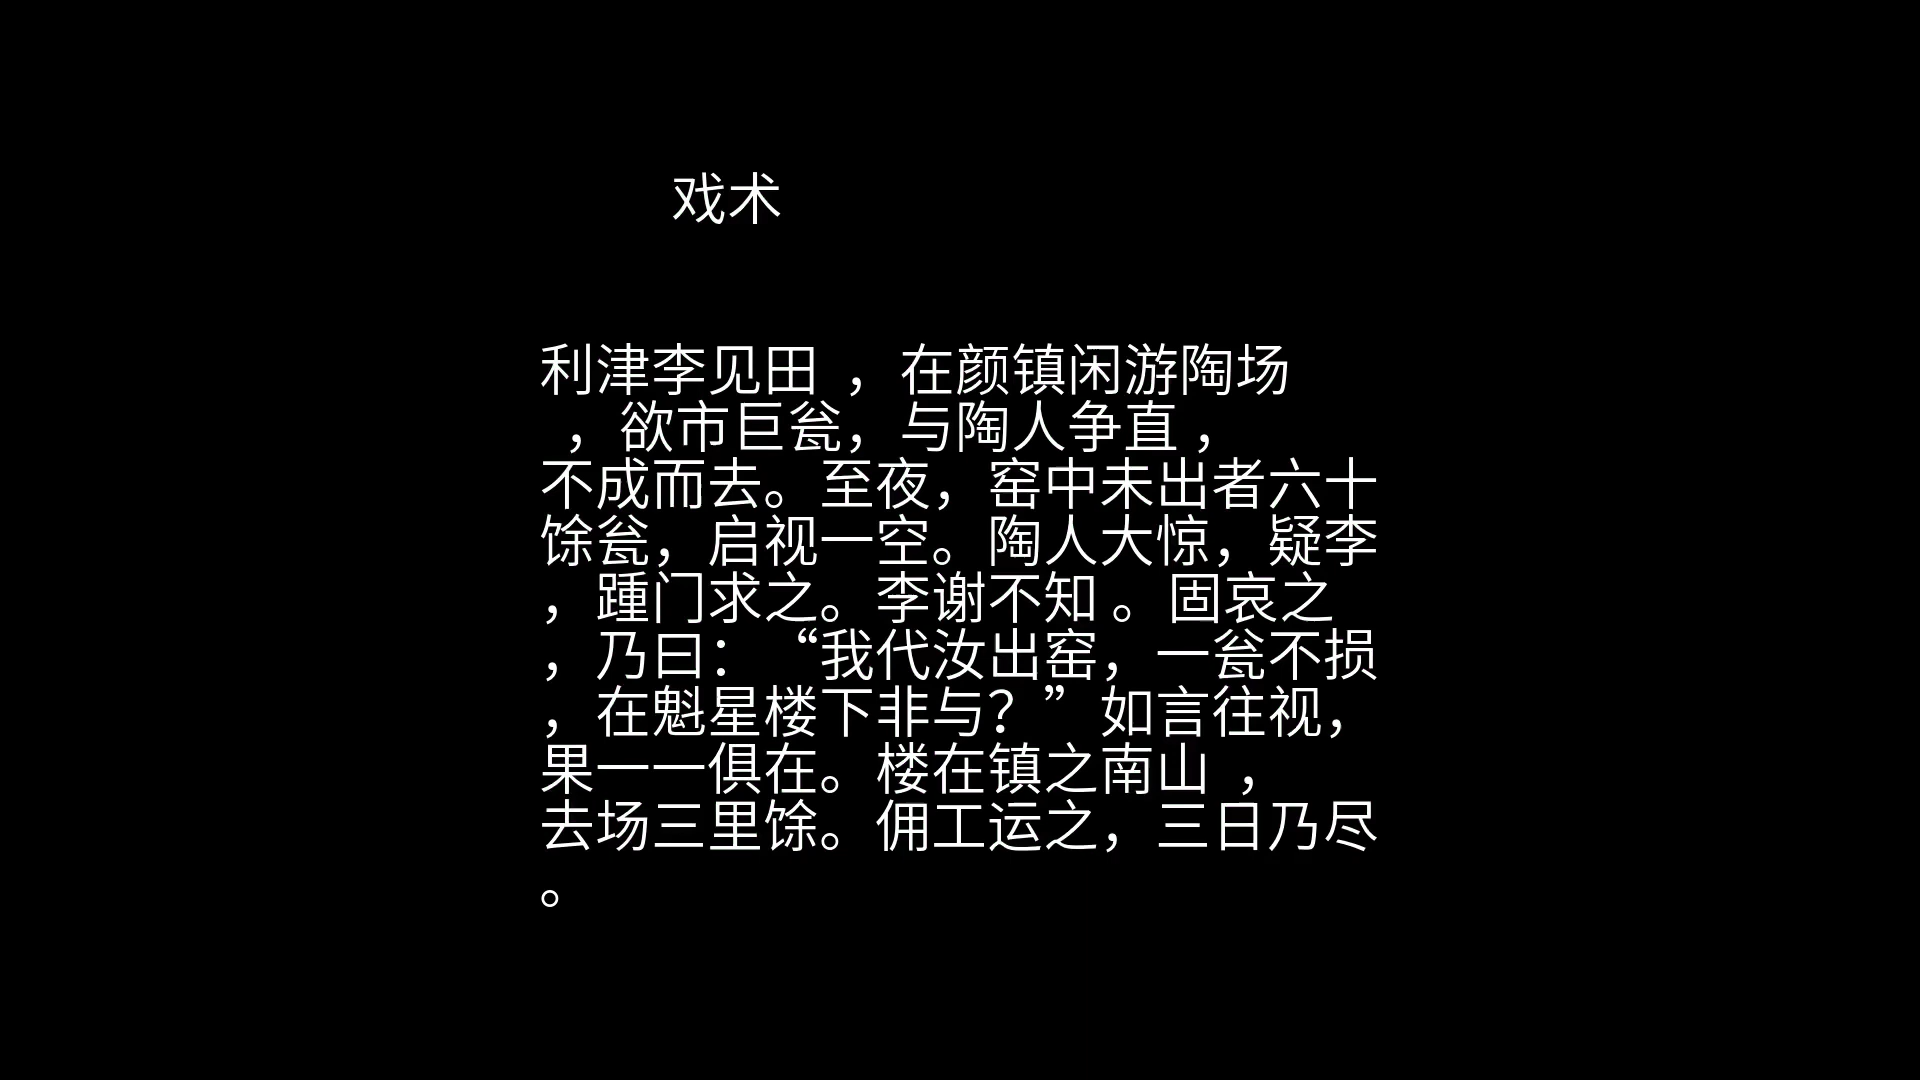 戏术
利津李见田 ，在颜镇闲游陶场
，欲市巨瓮，与陶人争直，
不成而去。至夜，窑中未出者六十
馀瓮，启视一空。陶人大惊，疑李
，踵门求之。李谢不知 。固哀之
，乃曰：“我代汝出窑，一瓮不损
，在魁星楼下非与？”如言往视，
果一一俱在。楼在镇之南山 ，
去场三里馀。佣工运之，三日乃尽
。